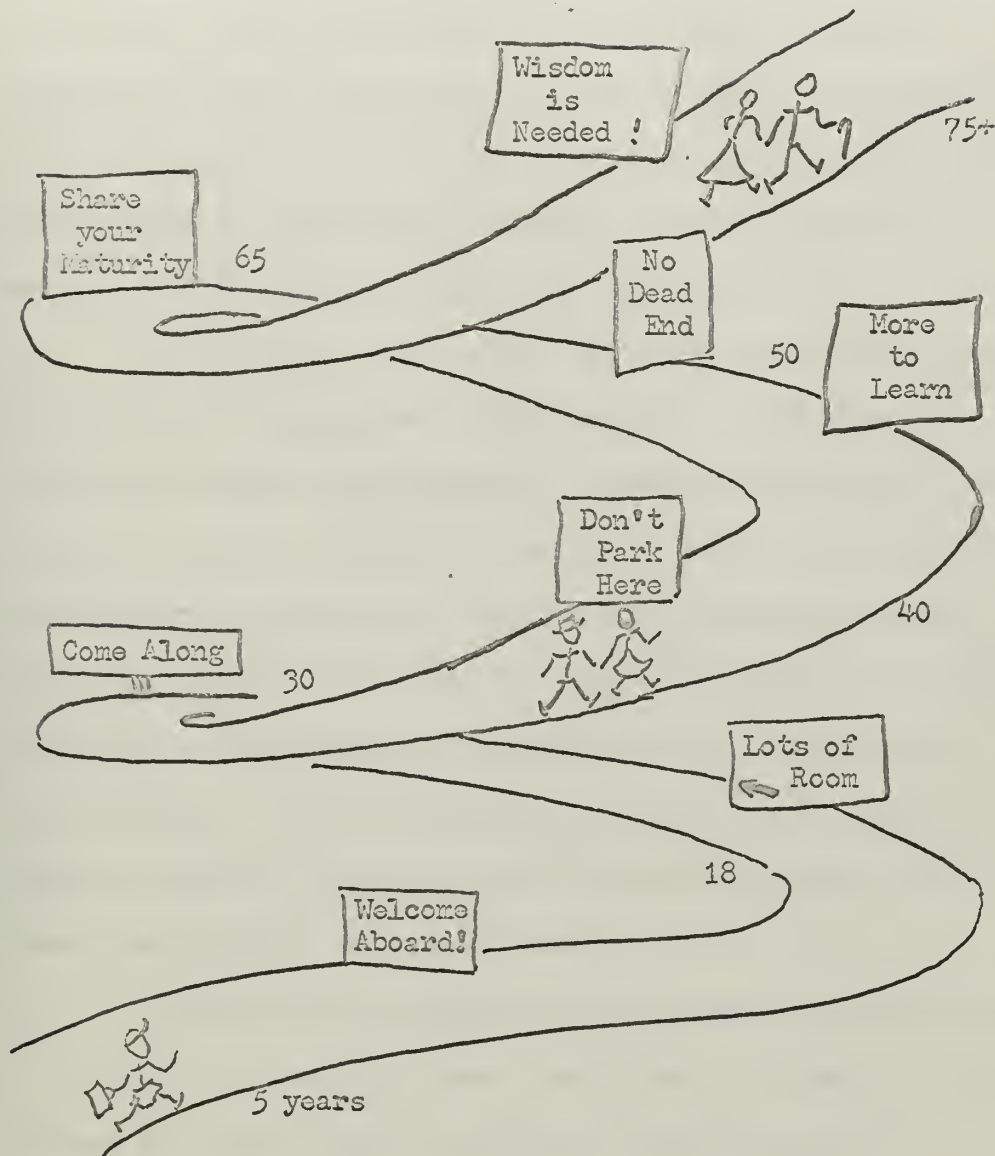 Wisdom
is
Needed !
75+
Share
your
Maturity
65
No
Dead
End
50
More
to
Learn
Don't
Park
Here
40
Come Along
30
Lots of
Room
18
Welcome
Aboard!
5 years